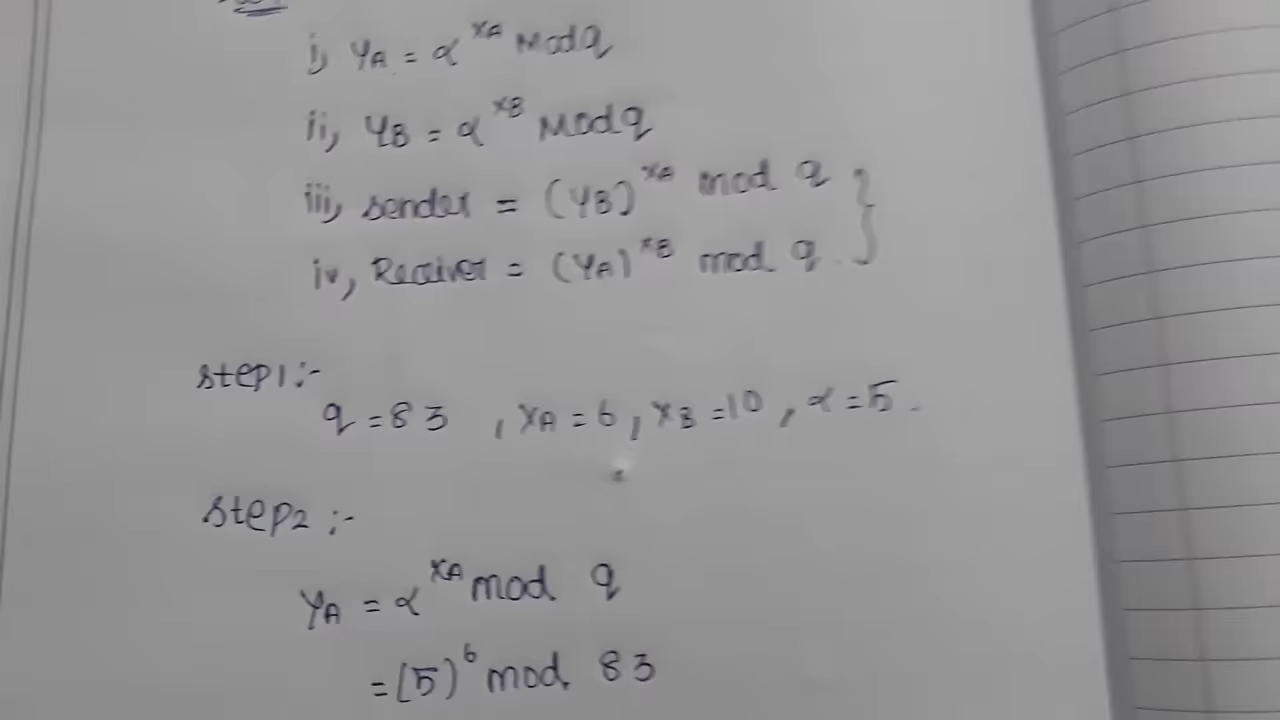 i, YA = α^XA Mod q
ii, YB = α^XB Mod q
iii, sender = (YB)^XA mod q }
iv, Reciver = (YA)^XB mod q.
step1:-
q = 83 , XA = 6, XB = 10, α = 5.
step2 :-
YA = α^XA mod q
= (5)^6 mod 83